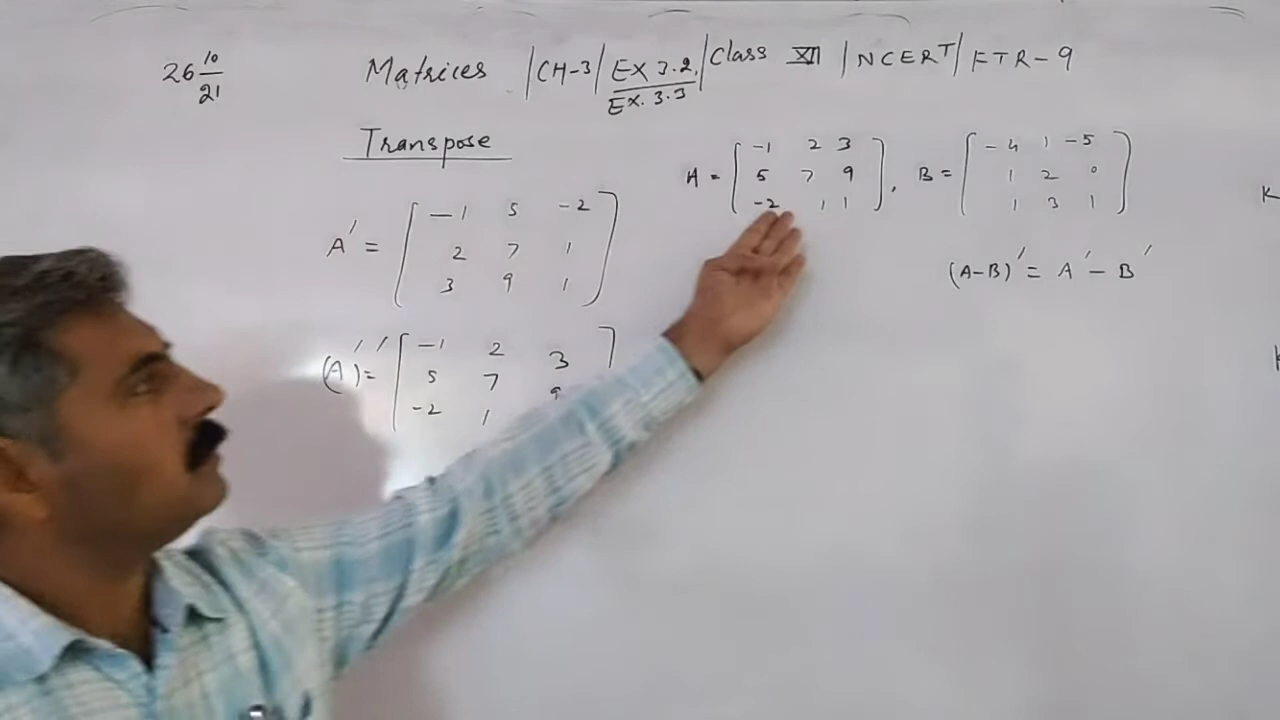 26 10/21
Matrices /CH-3/ EX 3.2, /Class XII /NCERT/ FTR-9
EX. 3.3
Transpose
A = [ -1 2 3
5 7 9
-2 1 1 ], B = [ -4 1 -5
1 2 0
1 3 1 ]
A' = [ -1 5 -2
2 7 1
3 9 1 ]
(A-B)' = A' - B'
(A')' = [ -1 2 3
5 7 9
-2 1
K